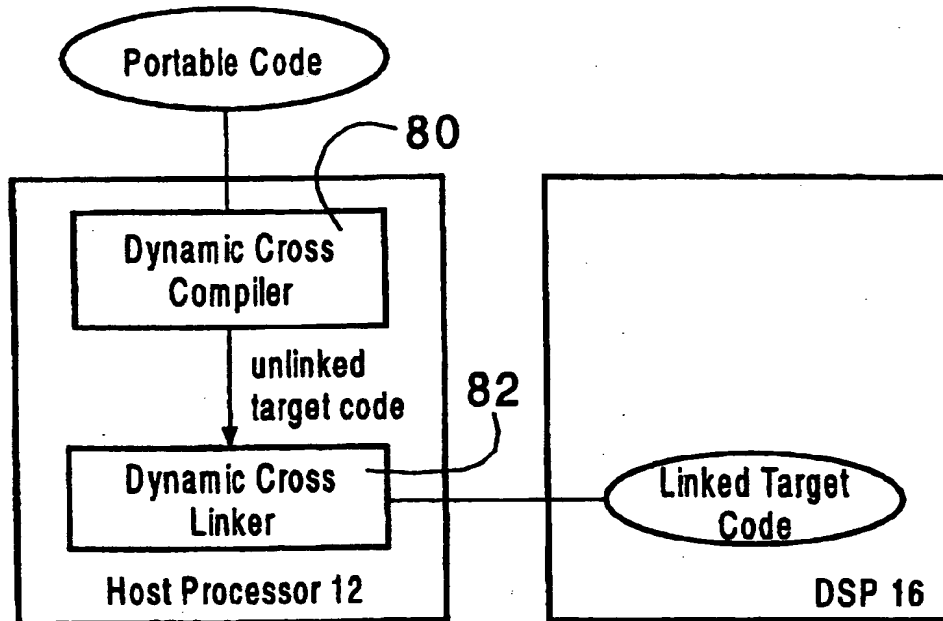 Portable Code
80
Dynamic Cross
Compiler
unlinked
target code
82
Dynamic Cross
Linker
Linked Target
Code
Host Processor 12
DSP 16